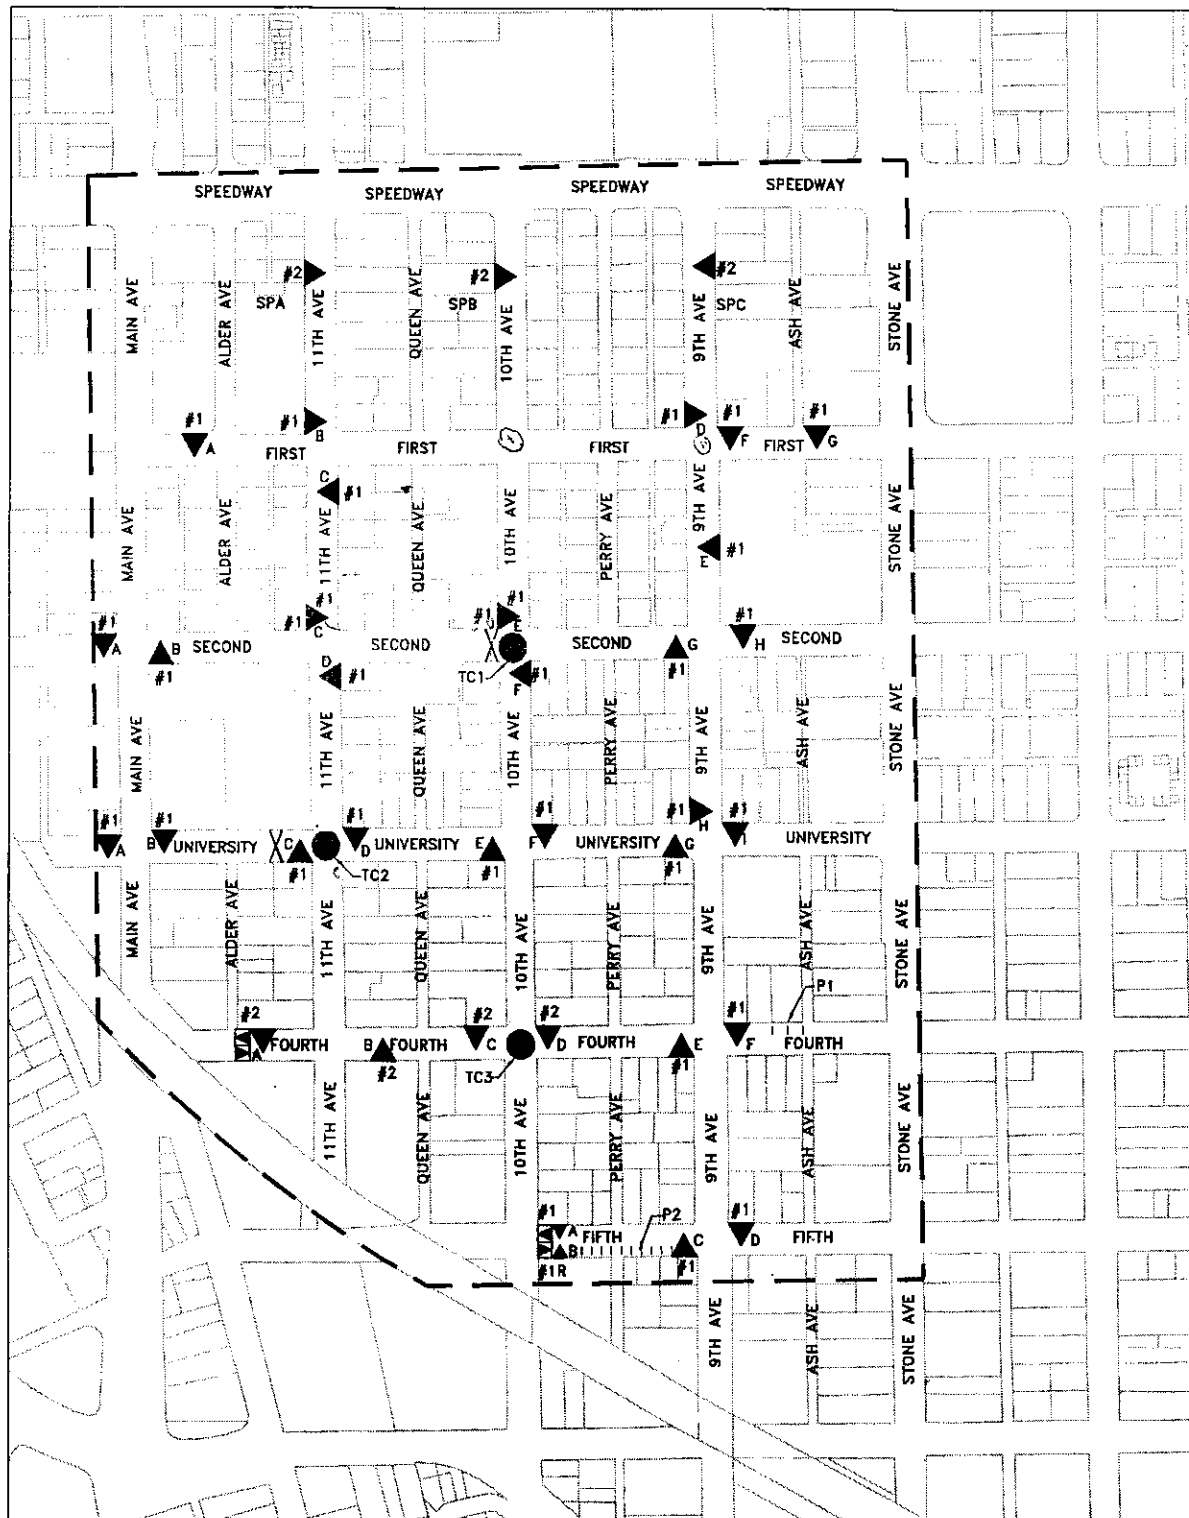 SPEEDWAY SPEEDWAY SPEEDWAY SPEEDWAY
#2 #2 #2
SPA SPB SPC
MAIN AVE
ALDER AVE
11TH AVE
QUEEN AVE
10TH AVE
9TH AVE
ASH AVE
STONE AVE
#1 #1 #1 #1 #1
A B D F G
FIRST FIRST FIRST FIRST
C #1
MAIN AVE
ALDER AVE
11TH AVE
QUEEN AVE
10TH AVE
PERRY AVE
9TH AVE
STONE AVE
E #1
#1 #1 #1 #1 #1 #1
A B C E G H
SECOND SECOND SECOND SECOND
#1 #1
D #1 TC1 F #1
MAIN AVE
11TH AVE
QUEEN AVE
10TH AVE
PERRY AVE
9TH AVE
ASH AVE
STONE AVE
#1 #1 #1 #1 #1 #1
H
A B UNIVERSITY C D UNIVERSITY E F UNIVERSITY G I UNIVERSITY
#1 TC2 #1 #1
MAIN AVE
ALDER AVE
11TH AVE
QUEEN AVE
10TH AVE
PERRY AVE
9TH AVE
ASH AVE
STONE AVE
P1
#2 #2 #2 #1
A FOURTH B FOURTH C D FOURTH E F FOURTH
#2 TC3 #1
11TH AVE
QUEEN AVE
10TH AVE
PERRY AVE
9TH AVE
ASH AVE
STONE AVE
#1 P2 #1
A FIFTH C D FIFTH
B
#1R #1
9TH AVE
ASH AVE
STONE AVE